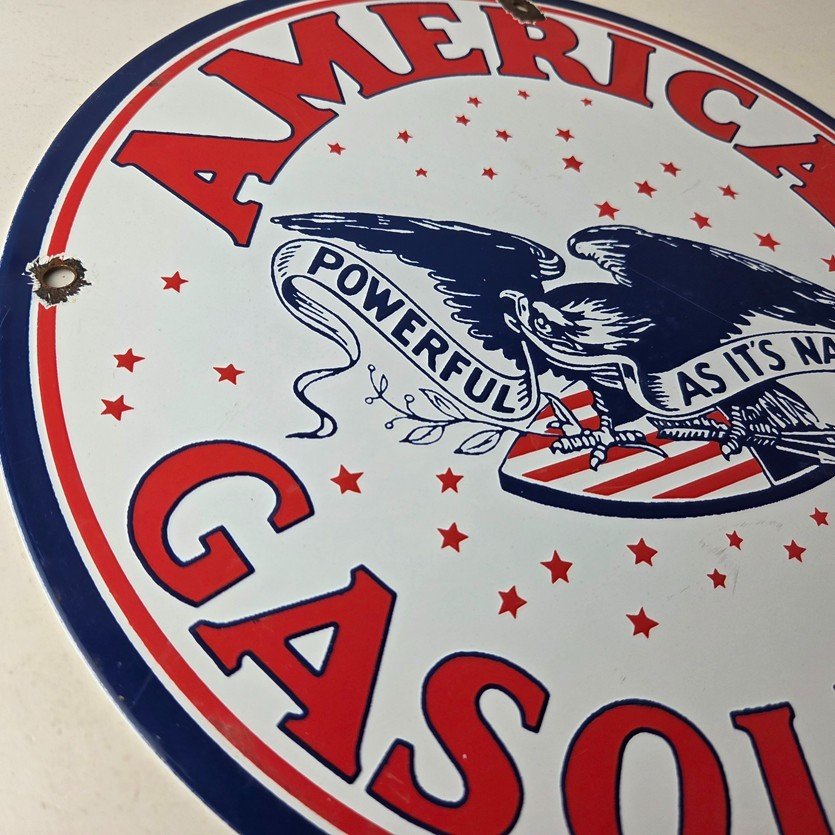 AMERICA
POWERFUL
AS IT'S NA
GASOL